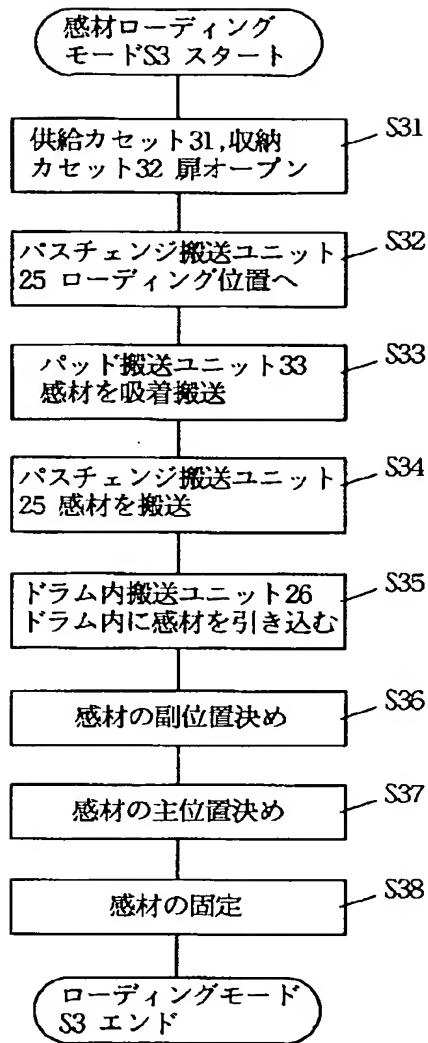 感材ローディング
モードS3 スタート
供給カセット31,収納
カセット32 扉オープン
S31
パスチェンジ搬送ユニット
25 ローディング位置へ
S32
パッド搬送ユニット33
感材を吸着搬送
S33
パスチェンジ搬送ユニット
25 感材を搬送
S34
ドラム内搬送ユニット26
ドラム内に感材を引き込む
S35
感材の副位置決め
S36
感材の主位置決め
S37
感材の固定
S38
ローディングモード
S3 エンド